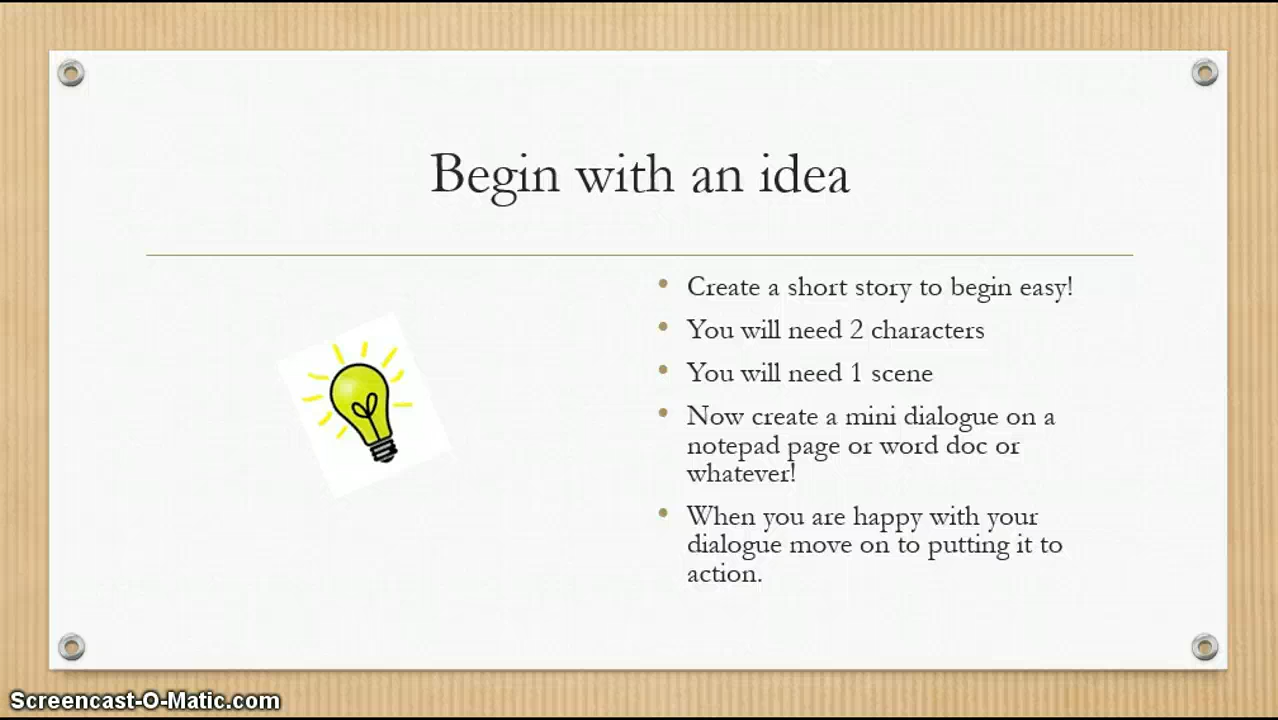 Begin with an idea
• Create a short story to begin easy!
• You will need 2 characters
• You will need 1 scene
• Now create a mini dialogue on a
notepad page or word doc or
whatever!
• When you are happy with your
dialogue move on to putting it to
action.
Screencast-O-Matic.com